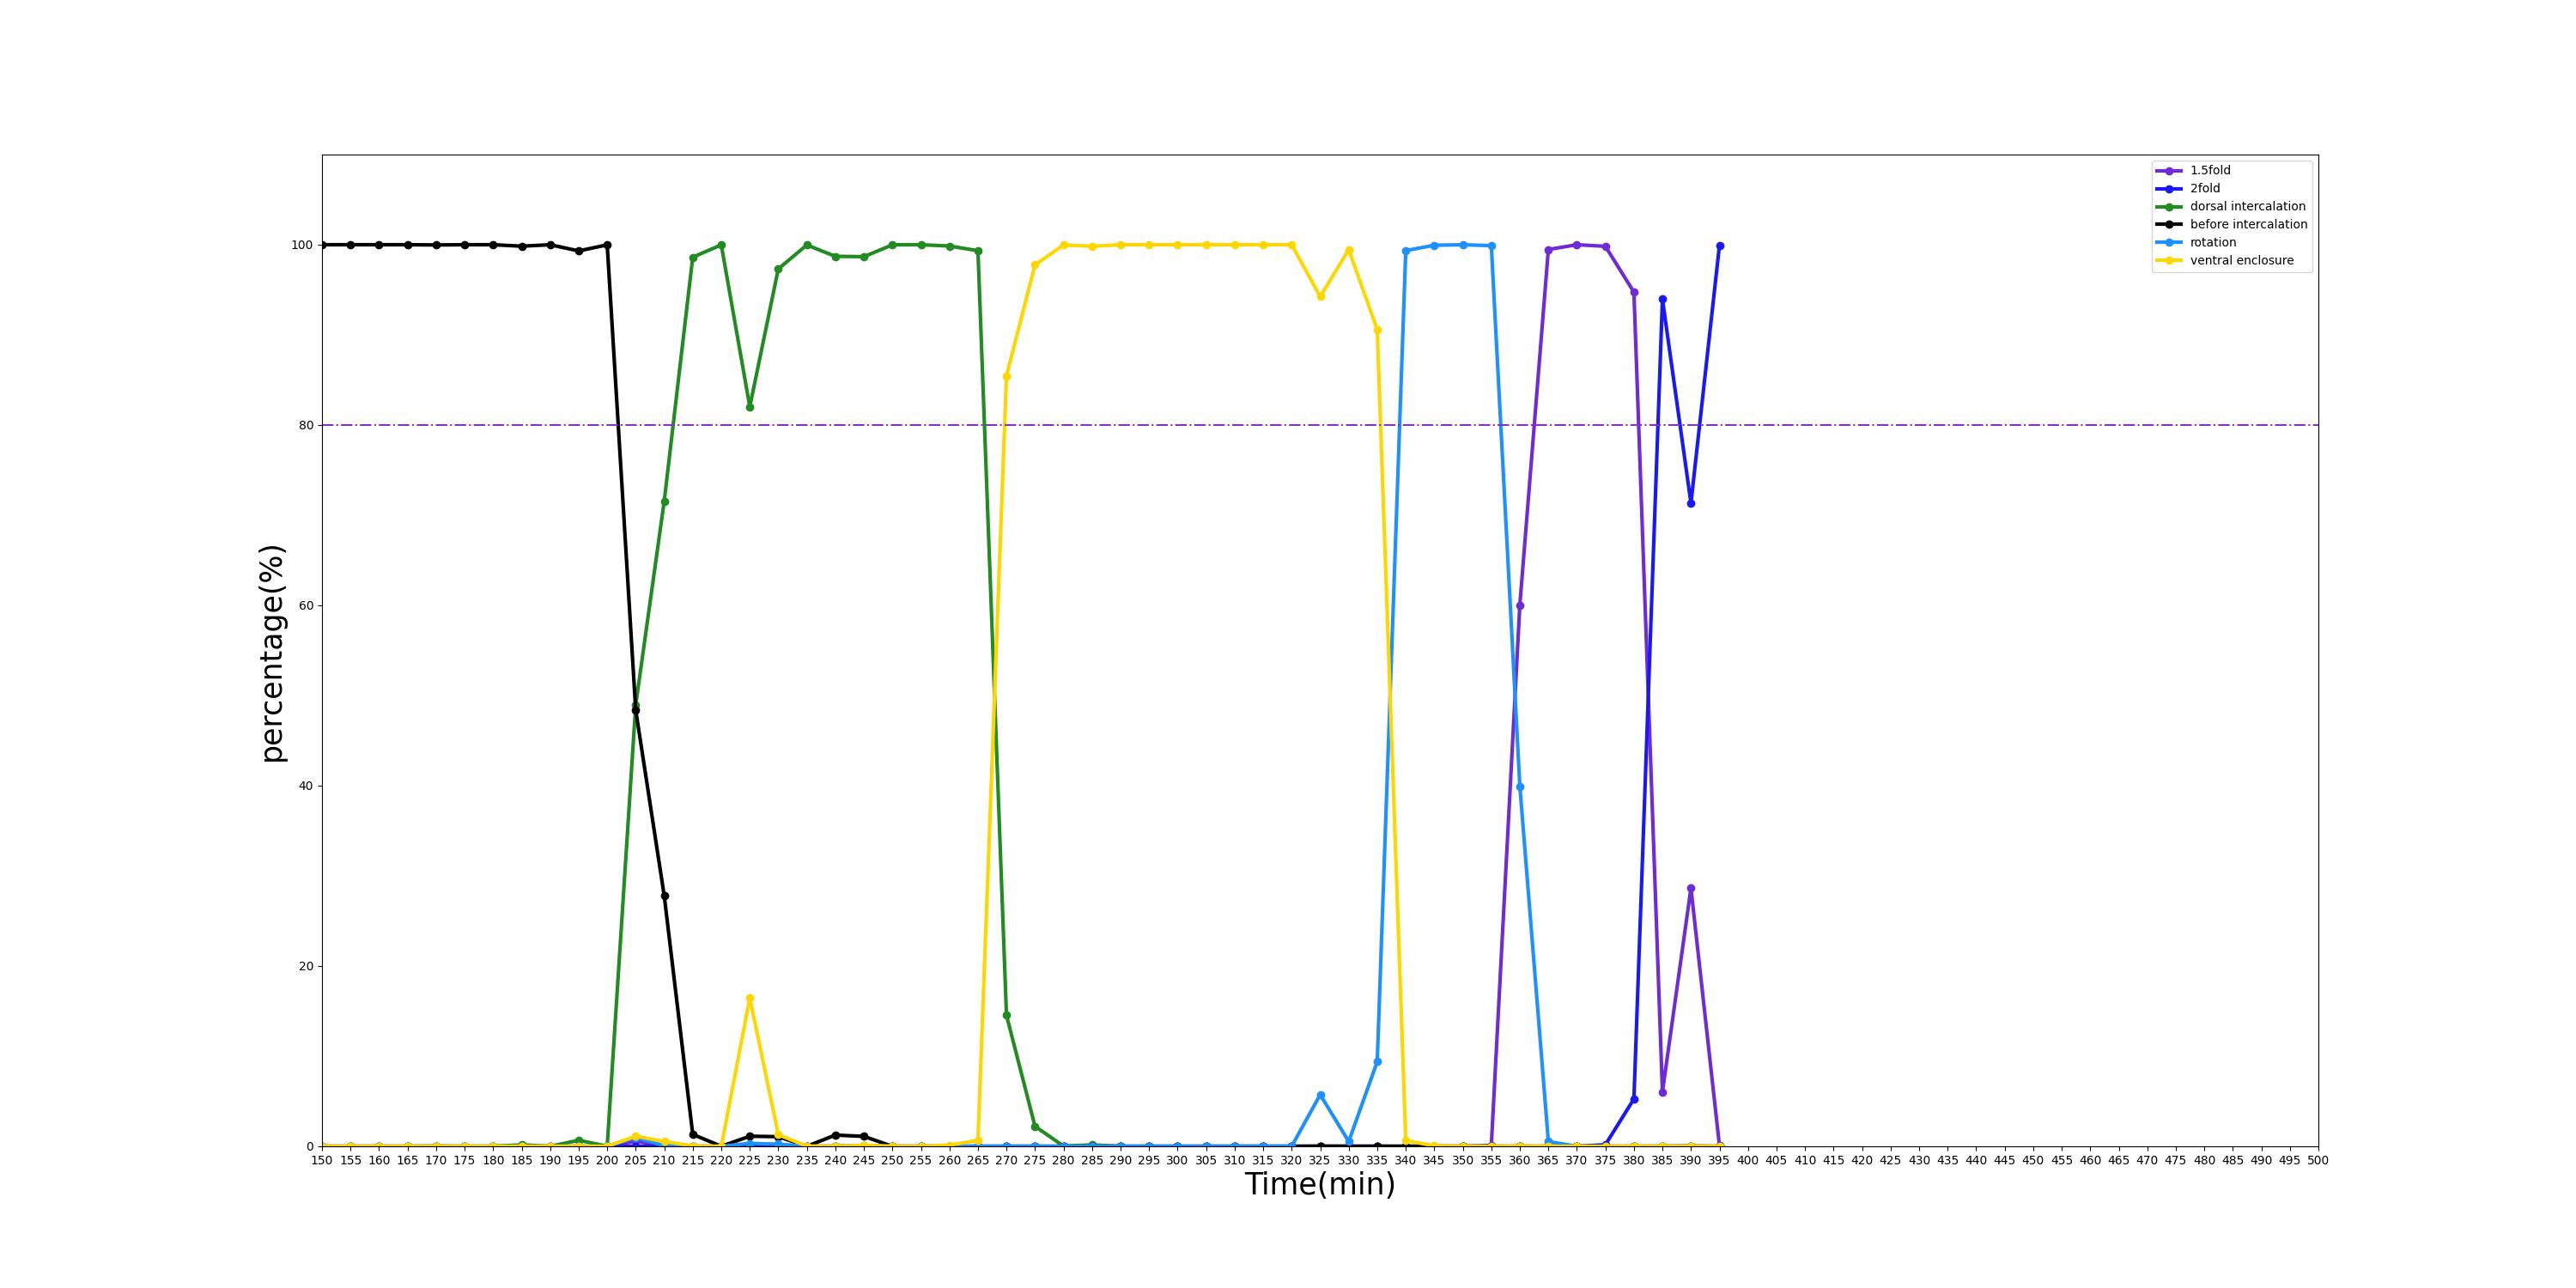 1.5fold
2fold
dorsal intercalation
before intercalation
rotation
ventral enclosure
100
80
60
40
20
0
percentage(%)
150 155 160 165 170 175 180 185 190 195 200 205 210 215 220 225 230 235 240 245 250 255 260 265 270 275 280 285 290 295 300 305 310 315 320 325 330 335 340 345 350 355 360 365 370 375 380 385 390 395 400 405 410 415 420 425 430 435 440 445 450 455 460 465 470 475 480 485 490 495 500
Time(min)